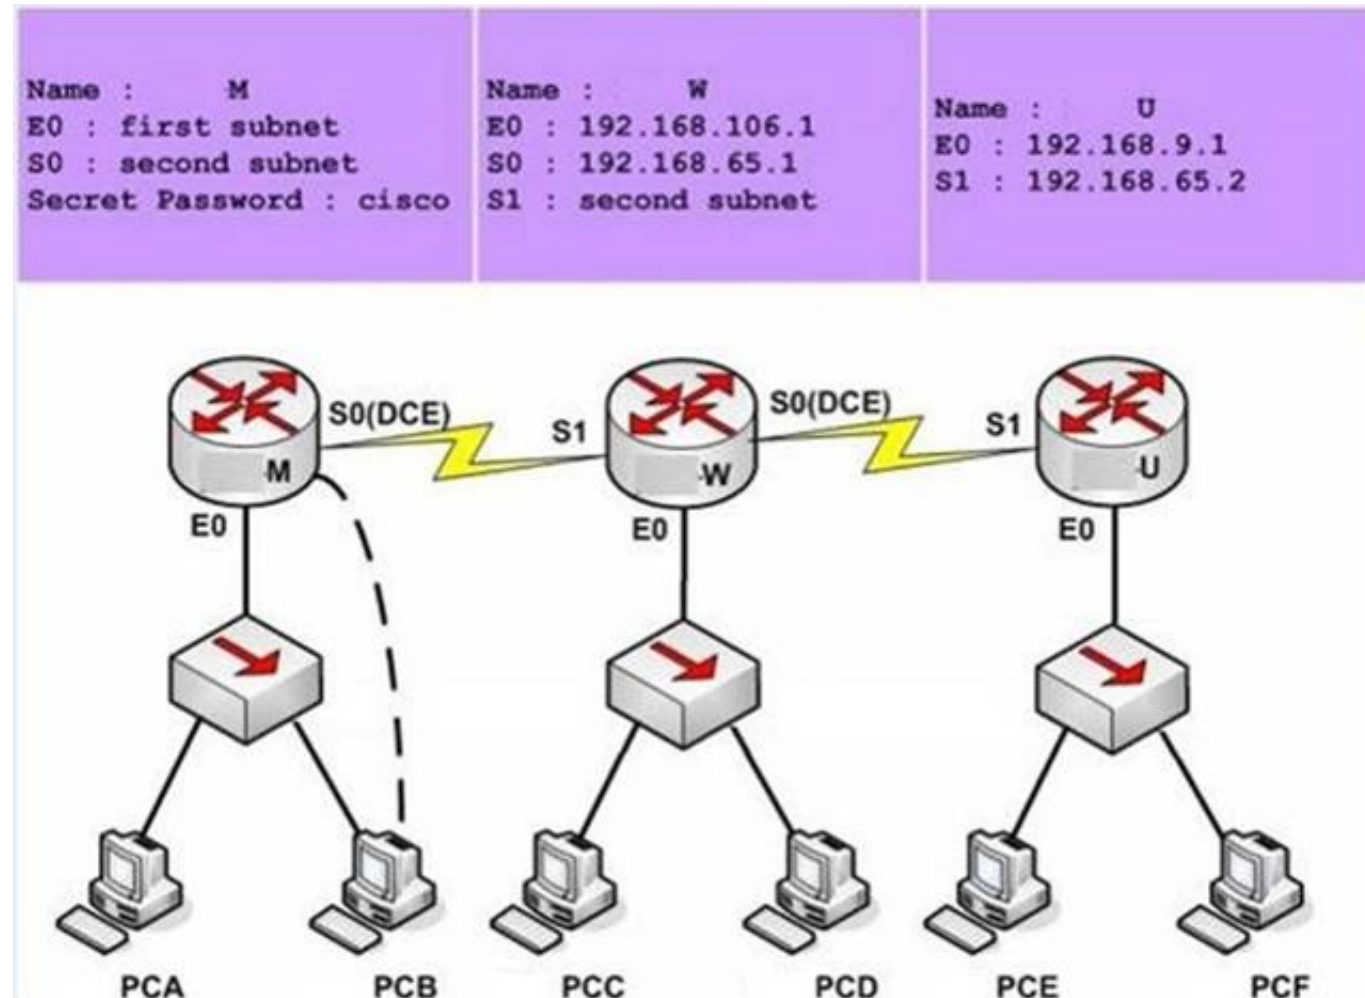 Name : M
E0 : first subnet
S0 : second subnet
Secret Password : cisco
Name : W
E0 : 192.168.106.1
S0 : 192.168.65.1
S1 : second subnet
Name : U
E0 : 192.168.9.1
S1 : 192.168.65.2
S0(DCE)
S1
S0(DCE)
S1
M
W
U
E0
E0
E0
PCA
PCB
PCC
PCD
PCE
PCF